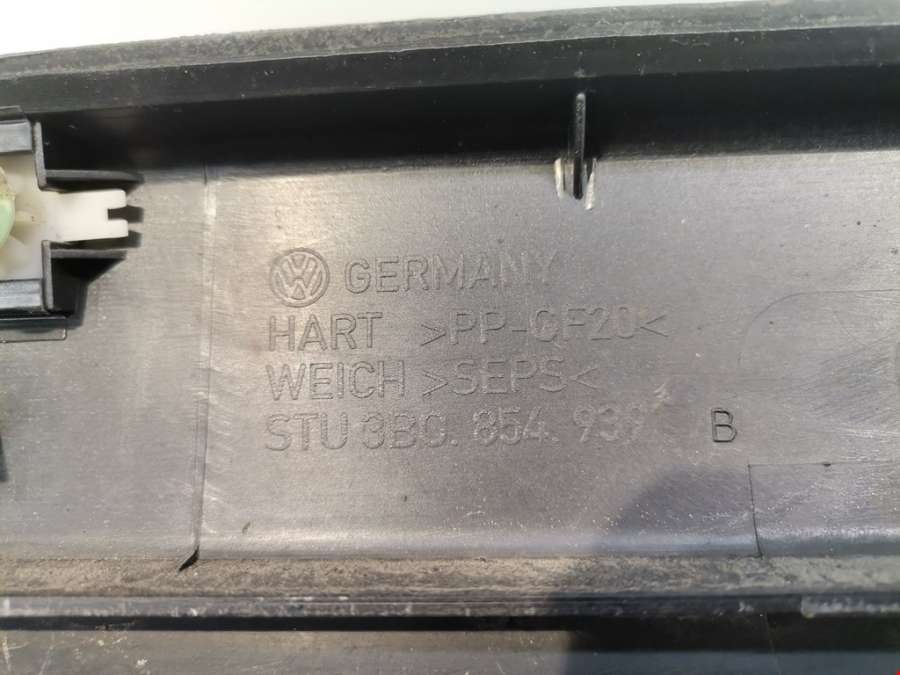 GERMANY
HART >PP-GF20<
WEICH >SEPS<
STU 3B0. 854. 939 B